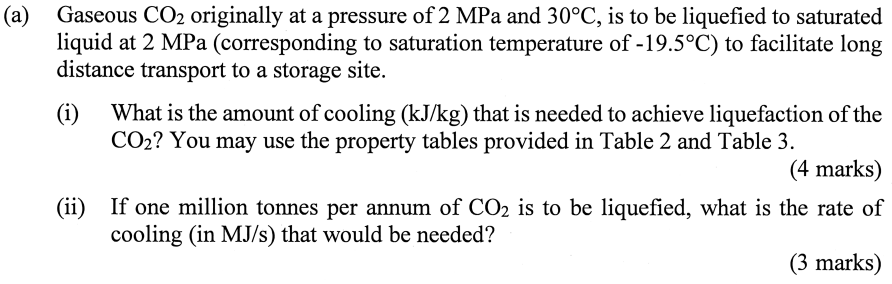 (a) Gaseous CO2 originally at a pressure of 2 MPa and 30°C, is to be liquefied to saturated
liquid at 2 MPa (corresponding to saturation temperature of -19.5°C) to facilitate long
distance transport to a storage site.
(i) What is the amount of cooling (kJ/kg) that is needed to achieve liquefaction of the
CO2? You may use the property tables provided in Table 2 and Table 3.
(4 marks)
(ii) If one million tonnes per annum of CO2 is to be liquefied, what is the rate of
cooling (in MJ/s) that would be needed?
(3 marks)